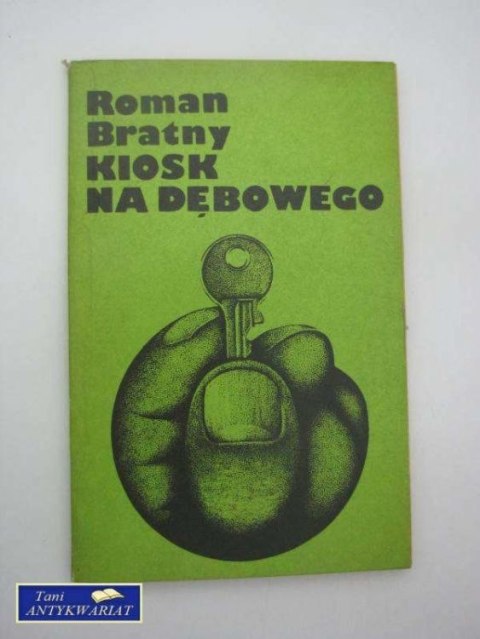 Roman
Bratny
KIOSK
NA DĘBOWEGO
Tani
ANTYKWARIAT